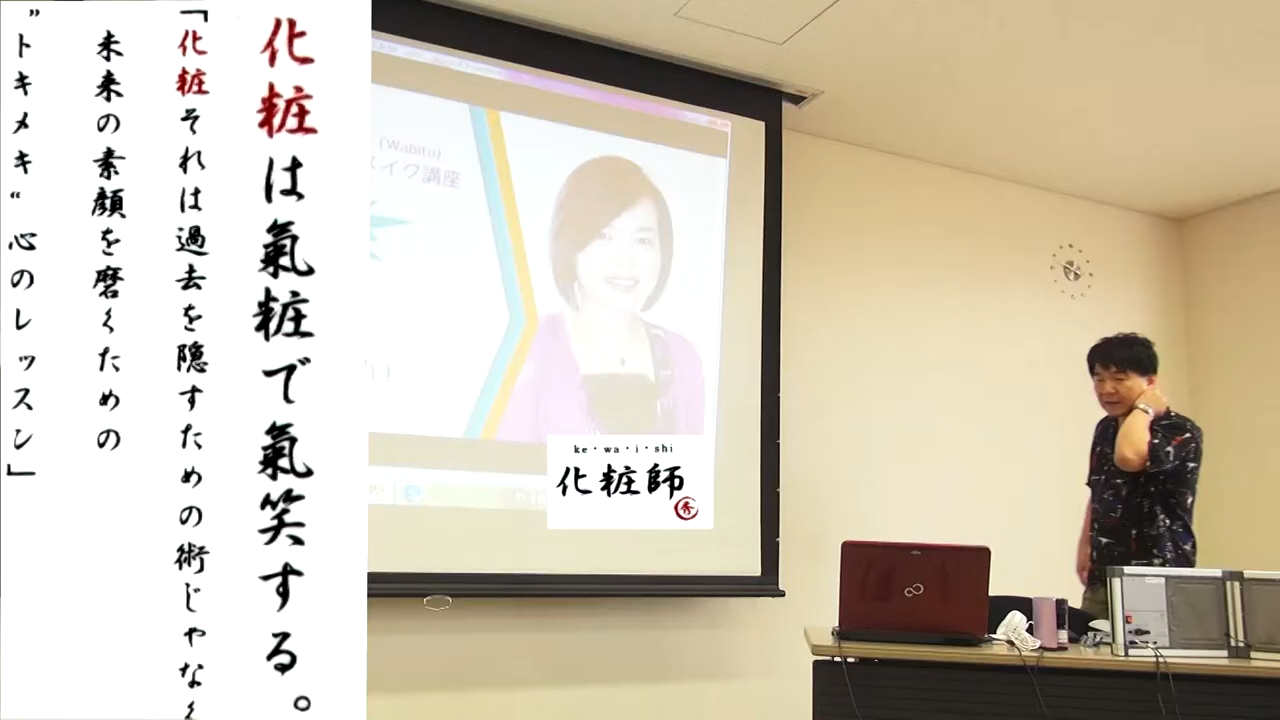 化粧は氣粧で氣笑する。
「化粧それは過去を隠すための術じゃなく
未来の素顔を磨くための
”トキメキ“心のレッスン」
(Wabitu)
メイク講座
ke・wa・i・shi
化粧師
秀